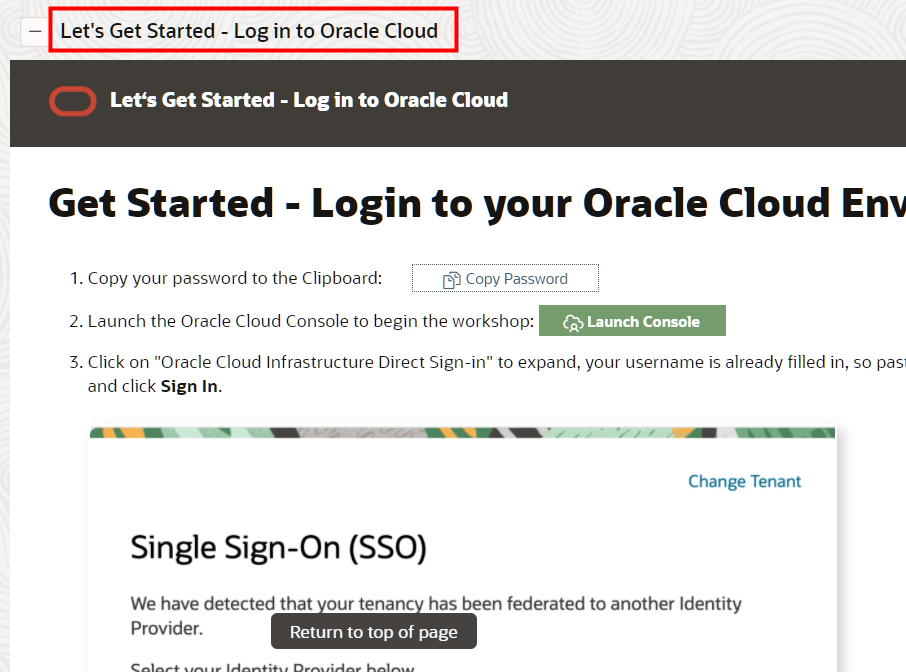 Let's Get Started - Log in to Oracle Cloud
Let's Get Started - Log in to Oracle Cloud
Get Started - Login to your Oracle Cloud
1. Copy your password to the Clipboard: Copy Password
2. Launch the Oracle Cloud Console to begin the workshop: Launch Console
3. Click on "Oracle Cloud Infrastructure Direct Sign-in" to expand, your username is already filled in, so
and click Sign In.
Change Tenant
Single Sign-On (SSO)
We have detected that your tenancy has been federated to another Identity
Provider.
Return to top of page
Select your Identity Provider below